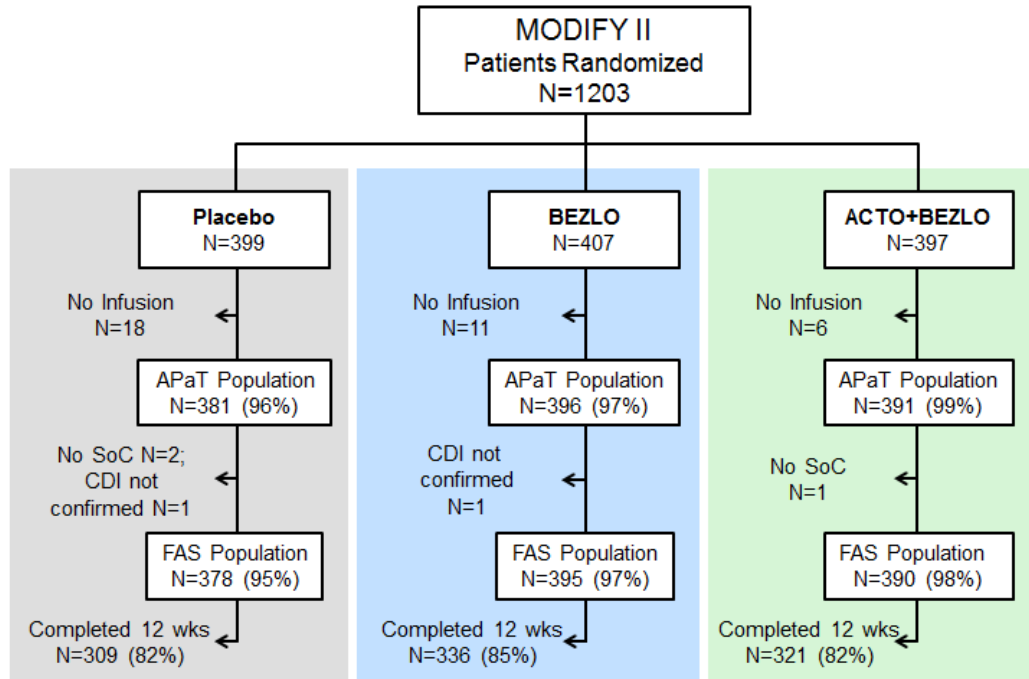 MODIFY II
Patients Randomized
N=1203
Placebo
N=399
No Infusion
N=18
APaT Population
N=381 (96%)
No SoC N=2;
CDI not
confirmed N=1
FAS Population
N=378 (95%)
Completed 12 wks
N=309 (82%)
BEZLO
N=407
No Infusion
N=11
APaT Population
N=396 (97%)
CDI not
confirmed
N=1
FAS Population
N=395 (97%)
Completed 12 wks
N=336 (85%)
ACTO+BEZLO
N=397
No Infusion
N=6
APaT Population
N=391 (99%)
No SoC
N=1
FAS Population
N=390 (98%)
Completed 12 wks
N=321 (82%)